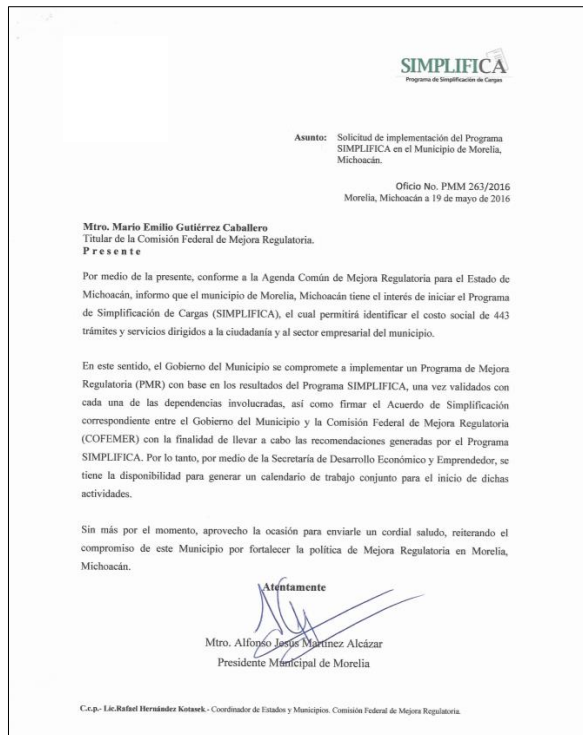 SIMPLIFICA
Programa de Simplificación de Cargas
Asunto: Solicitud de implementación del Programa
SIMPLIFICA en el Municipio de Morelia,
Michoacán.
Oficio No. PMM 263/2016
Morelia, Michoacán a 19 de mayo de 2016
Mtro. Mario Emilio Gutiérrez Caballero
Titular de la Comisión Federal de Mejora Regulatoria.
P r e s e n t e
Por medio de la presente, conforme a la Agenda Común de Mejora Regulatoria para el Estado de
Michoacán, informo que el municipio de Morelia, Michoacán tiene el interés de iniciar el Programa
de Simplificación de Cargas (SIMPLIFICA), el cual permitirá identificar el costo social de 443
trámites y servicios dirigidos a la ciudadanía y al sector empresarial del municipio.
En este sentido, el Gobierno del Municipio se compromete a implementar un Programa de Mejora
Regulatoria (PMR) con base en los resultados del Programa SIMPLIFICA, una vez validados con
cada una de las dependencias involucradas, así como firmar el Acuerdo de Simplificación
correspondiente entre el Gobierno del Municipio y la Comisión Federal de Mejora Regulatoria
(COFEMER) con la finalidad de llevar a cabo las recomendaciones generadas por el Programa
SIMPLIFICA. Por lo tanto, por medio de la Secretaría de Desarrollo Económico y Emprendedor, se
tiene la disponibilidad para generar un calendario de trabajo conjunto para el inicio de dichas
actividades.
Sin más por el momento, aprovecho la ocasión para enviarle un cordial saludo, reiterando el
compromiso de este Municipio por fortalecer la política de Mejora Regulatoria en Morelia,
Michoacán.
Atentamente
Mtro. Alfonso Jesús Martínez Alcázar
Presidente Municipal de Morelia
C.c.p.- Lic.Rafael Hernández Kotasek.- Coordinador de Estados y Municipios. Comisión Federal de Mejora Regulatoria.